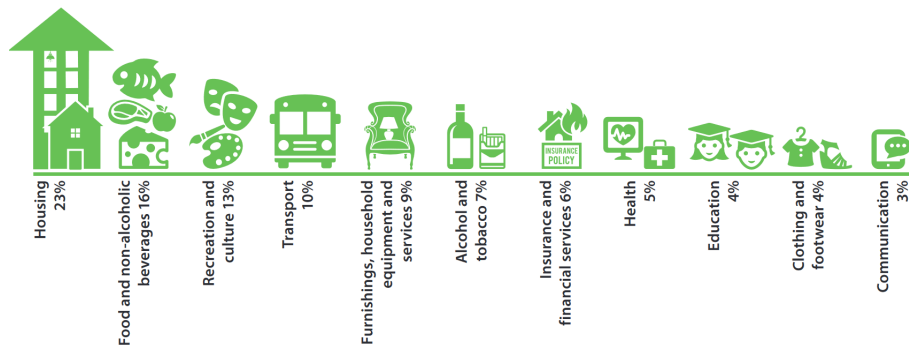 INSURANCE
POLICY
2
Housing
23%
Food and non-alcoholic
beverages 16%
Recreation and
culture 13%
Transport
10%
Furnishings, household
equipment and
services 9%
Alcohol and
tobacco 7%
Insurance and
financial services 6%
Health
5%
Education
4%
Clothing and
footwear 4%
Communication
3%